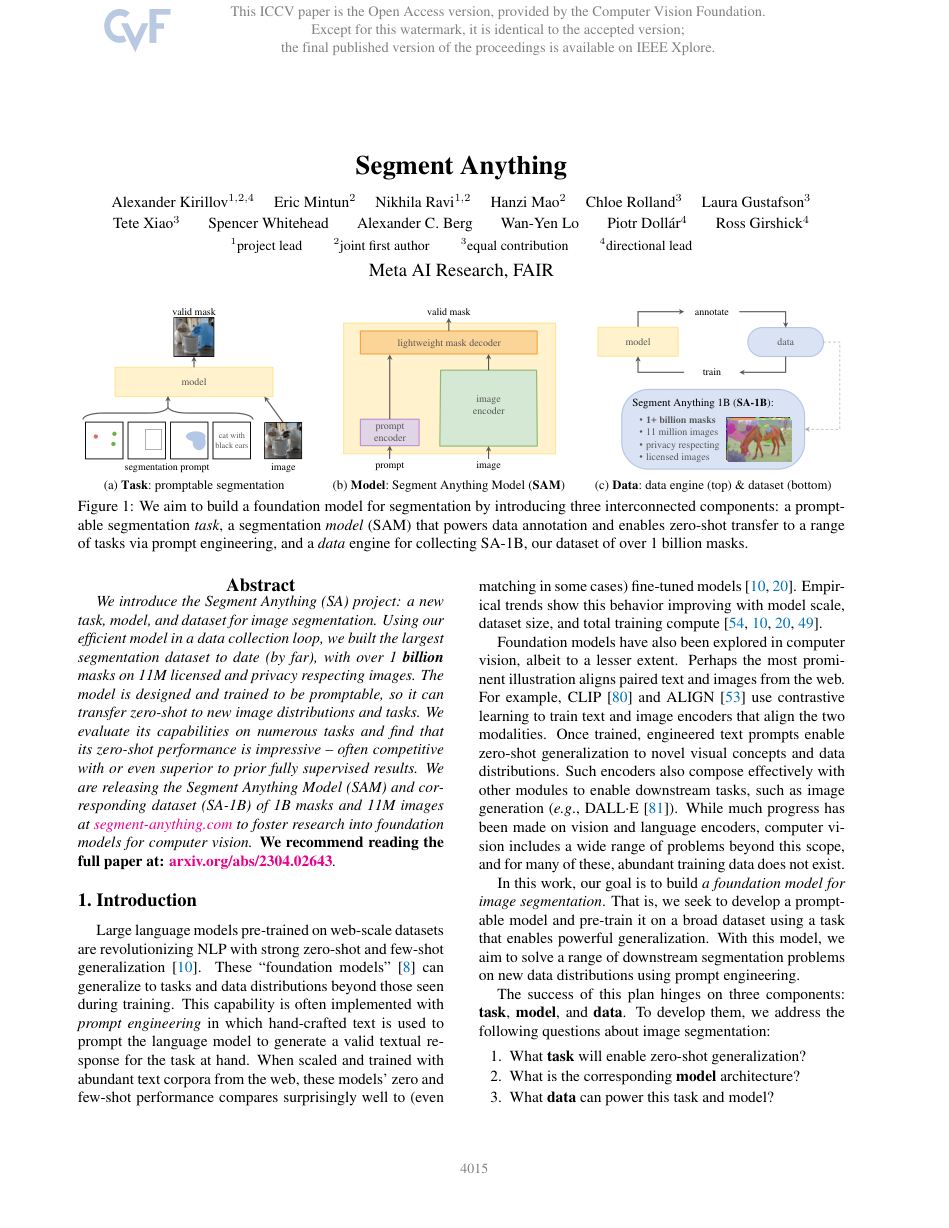 CVF
This ICCV paper is the Open Access version, provided by the Computer Vision Foundation.
Except for this watermark, it is identical to the accepted version;
the final published version of the proceedings is available on IEEE Xplore.
Segment Anything
Alexander Kirillov1,2,4 Eric Mintun2 Nikhila Ravi1,2 Hanzi Mao2 Chloe Rolland3 Laura Gustafson3
Tete Xiao3 Spencer Whitehead Alexander C. Berg Wan-Yen Lo Piotr Dollár4 Ross Girshick4
1project lead 2joint first author 3equal contribution 4directional lead
Meta AI Research, FAIR
valid mask
model
cat with
black ears
segmentation prompt image
(a) Task: promptable segmentation
valid mask
lightweight mask decoder
image
encoder
prompt
encoder
prompt image
(b) Model: Segment Anything Model (SAM)
annotate
model data
train
Segment Anything 1B (SA-1B):
• 1+ billion masks
• 11 million images
• privacy respecting
• licensed images
(c) Data: data engine (top) & dataset (bottom)
Figure 1: We aim to build a foundation model for segmentation by introducing three interconnected components: a prompt-
able segmentation task, a segmentation model (SAM) that powers data annotation and enables zero-shot transfer to a range
of tasks via prompt engineering, and a data engine for collecting SA-1B, our dataset of over 1 billion masks.
Abstract
We introduce the Segment Anything (SA) project: a new
task, model, and dataset for image segmentation. Using our
efficient model in a data collection loop, we built the largest
segmentation dataset to date (by far), with over 1 billion
masks on 11M licensed and privacy respecting images. The
model is designed and trained to be promptable, so it can
transfer zero-shot to new image distributions and tasks. We
evaluate its capabilities on numerous tasks and find that
its zero-shot performance is impressive – often competitive
with or even superior to prior fully supervised results. We
are releasing the Segment Anything Model (SAM) and cor-
responding dataset (SA-1B) of 1B masks and 11M images
at segment-anything.com to foster research into foundation
models for computer vision. We recommend reading the
full paper at: arxiv.org/abs/2304.02643.
1. Introduction
Large language models pre-trained on web-scale datasets
are revolutionizing NLP with strong zero-shot and few-shot
generalization [10]. These “foundation models” [8] can
generalize to tasks and data distributions beyond those seen
during training. This capability is often implemented with
prompt engineering in which hand-crafted text is used to
prompt the language model to generate a valid textual re-
sponse for the task at hand. When scaled and trained with
abundant text corpora from the web, these models’ zero and
few-shot performance compares surprisingly well to (even
matching in some cases) fine-tuned models [10, 20]. Empir-
ical trends show this behavior improving with model scale,
dataset size, and total training compute [54, 10, 20, 49].
Foundation models have also been explored in computer
vision, albeit to a lesser extent. Perhaps the most promi-
nent illustration aligns paired text and images from the web.
For example, CLIP [80] and ALIGN [53] use contrastive
learning to train text and image encoders that align the two
modalities. Once trained, engineered text prompts enable
zero-shot generalization to novel visual concepts and data
distributions. Such encoders also compose effectively with
other modules to enable downstream tasks, such as image
generation (e.g., DALL·E [81]). While much progress has
been made on vision and language encoders, computer vi-
sion includes a wide range of problems beyond this scope,
and for many of these, abundant training data does not exist.
In this work, our goal is to build a foundation model for
image segmentation. That is, we seek to develop a prompt-
able model and pre-train it on a broad dataset using a task
that enables powerful generalization. With this model, we
aim to solve a range of downstream segmentation problems
on new data distributions using prompt engineering.
The success of this plan hinges on three components:
task, model, and data. To develop them, we address the
following questions about image segmentation:
1. What task will enable zero-shot generalization?
2. What is the corresponding model architecture?
3. What data can power this task and model?
4015